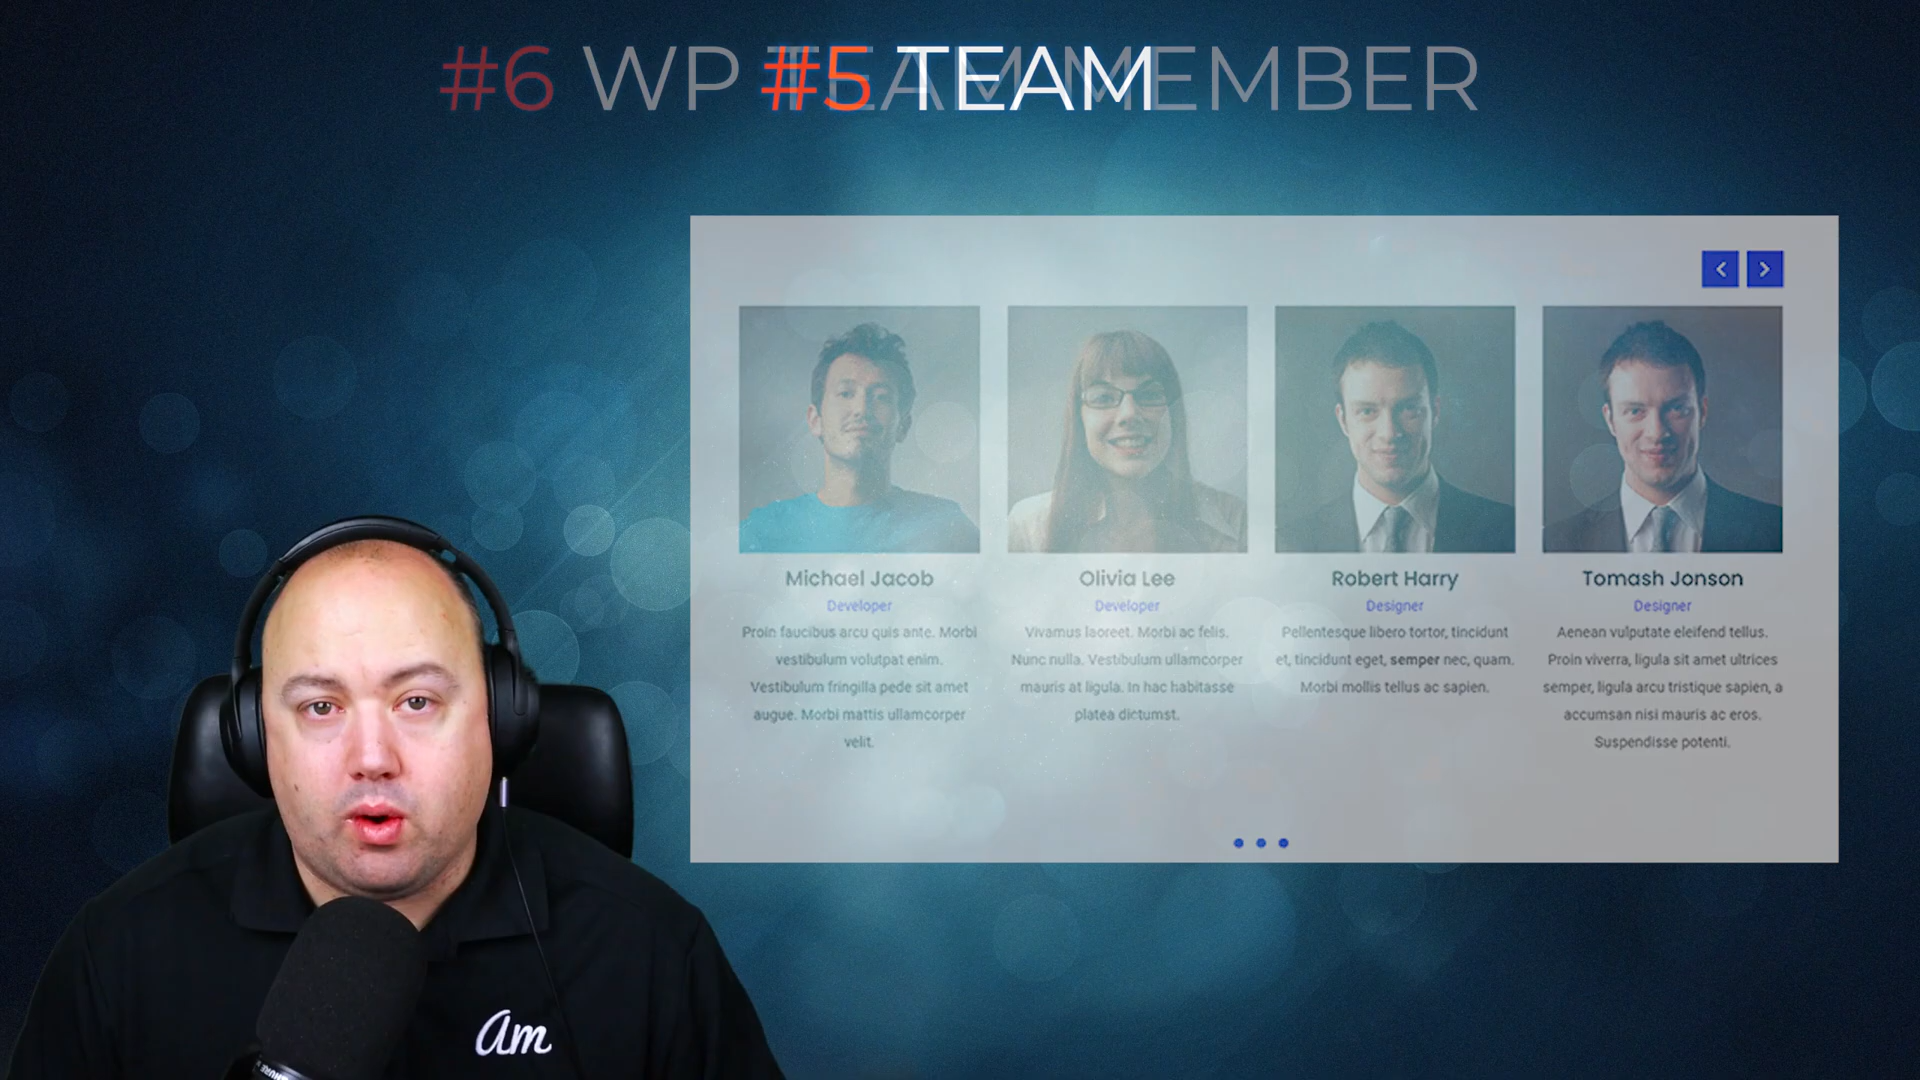 #6 WP TEAM MEMBER
#5 TEAM
Michael Jacob
Developer
Proin faucibus arcu quis ante. Morbi
vestibulum volutpat enim.
Vestibulum fringilla pede sit amet
augue. Morbi mattis ullamcorper
velit.
Olivia Lee
Developer
Vivamus laoreet. Morbi ac felis.
Nunc nulla. Vestibulum ullamcorper
mauris at ligula. In hac habitasse
platea dictumst.
Robert Harry
Designer
Pellentesque libero tortor, tincidunt
et, tincidunt eget, semper nec, quam.
Morbi mollis tellus ac sapien.
Tomash Jonson
Designer
Aenean vulputate eleifend tellus.
Proin viverra, ligula sit amet ultrices
semper, ligula arcu tristique sapien, a
accumsan nisi mauris ac eros.
Suspendisse potenti.
am